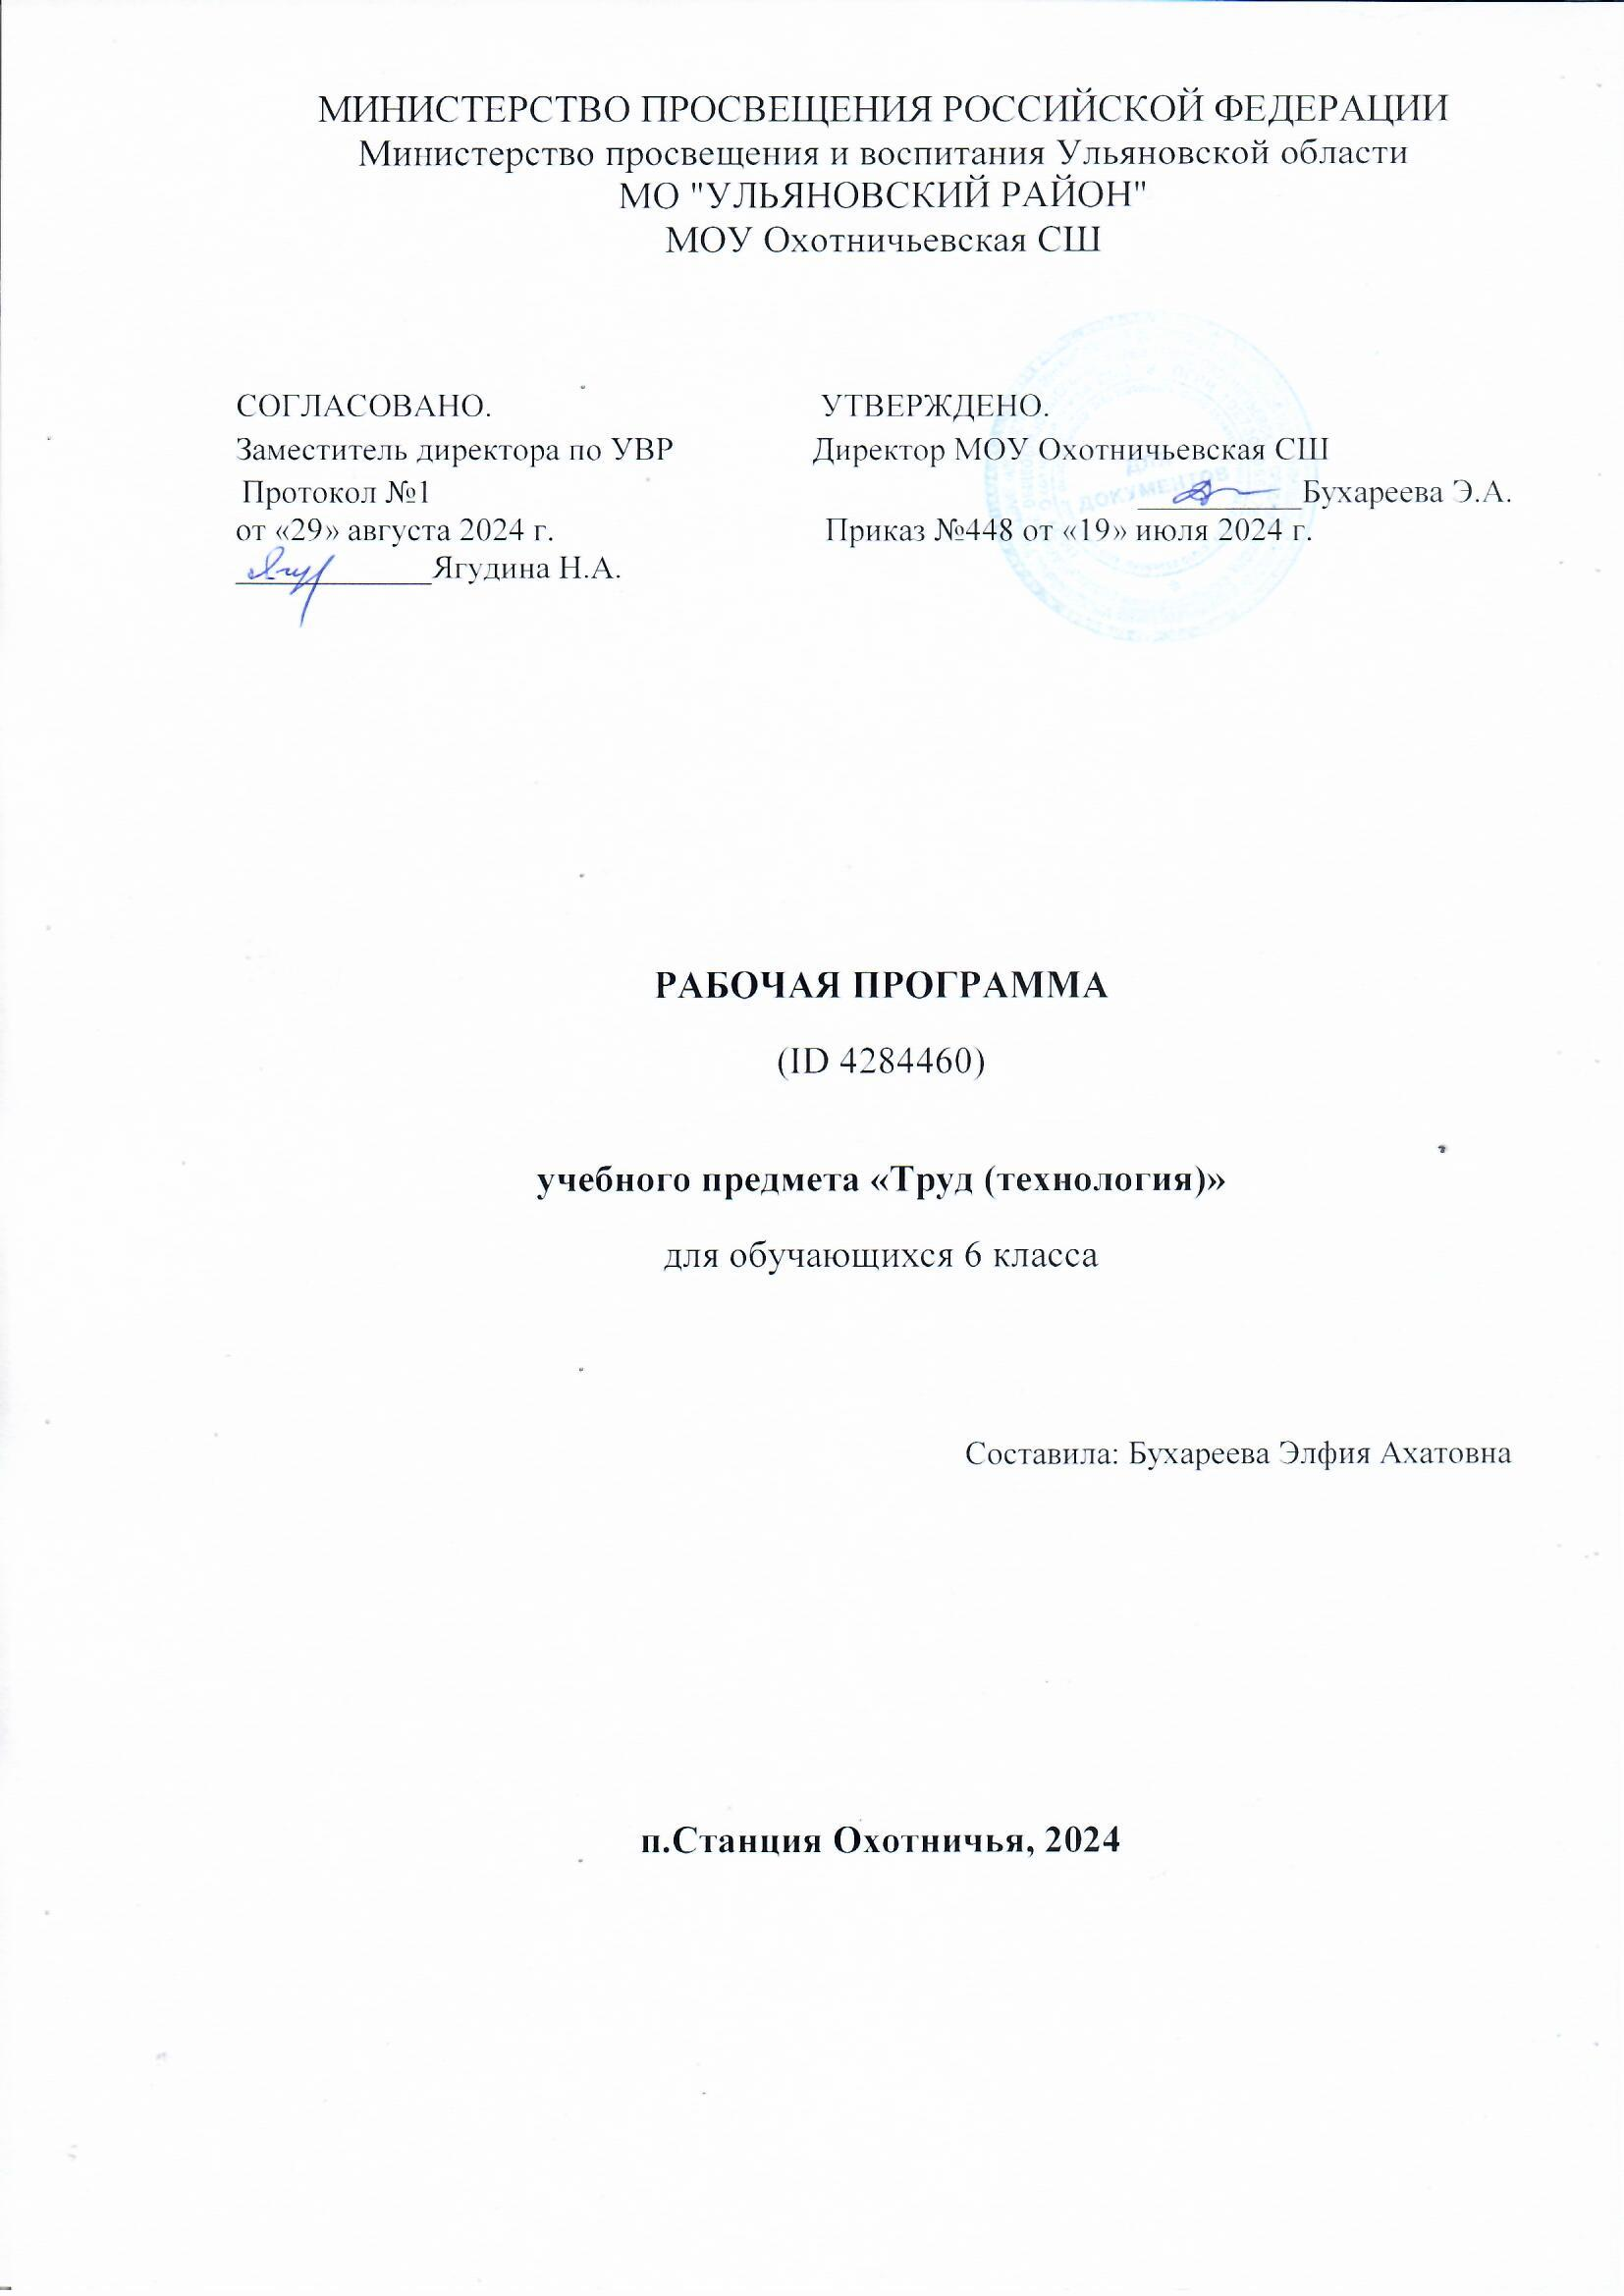 МИНИСТЕРСТВО ПРОСВЕЩЕНИЯ РОССИЙСКОЙ ФЕДЕРАЦИИ
Министерство просвещения и воспитания Ульяновской области
МО "УЛЬЯНОВСКИЙ РАЙОН"
МОУ Охотничьевская СШ
СОГЛАСОВАНО.
Заместитель директора по УВР
Протокол №1
от «29» августа 2024 г.
Ягудина Н.А.
УТВЕРЖДЕНО.
Директор МОУ Охотничьевская СШ
Бухареева Э.А.
Приказ №448 от «19» июля 2024 г.
ДОКУМЕНТОВ
РАБОЧАЯ ПРОГРАММА
(ID 4284460)
учебного предмета «Труд (технология)»
для обучающихся 6 класса
Составила: Бухареева Элфия Ахатовна
п.Станция Охотничья, 2024